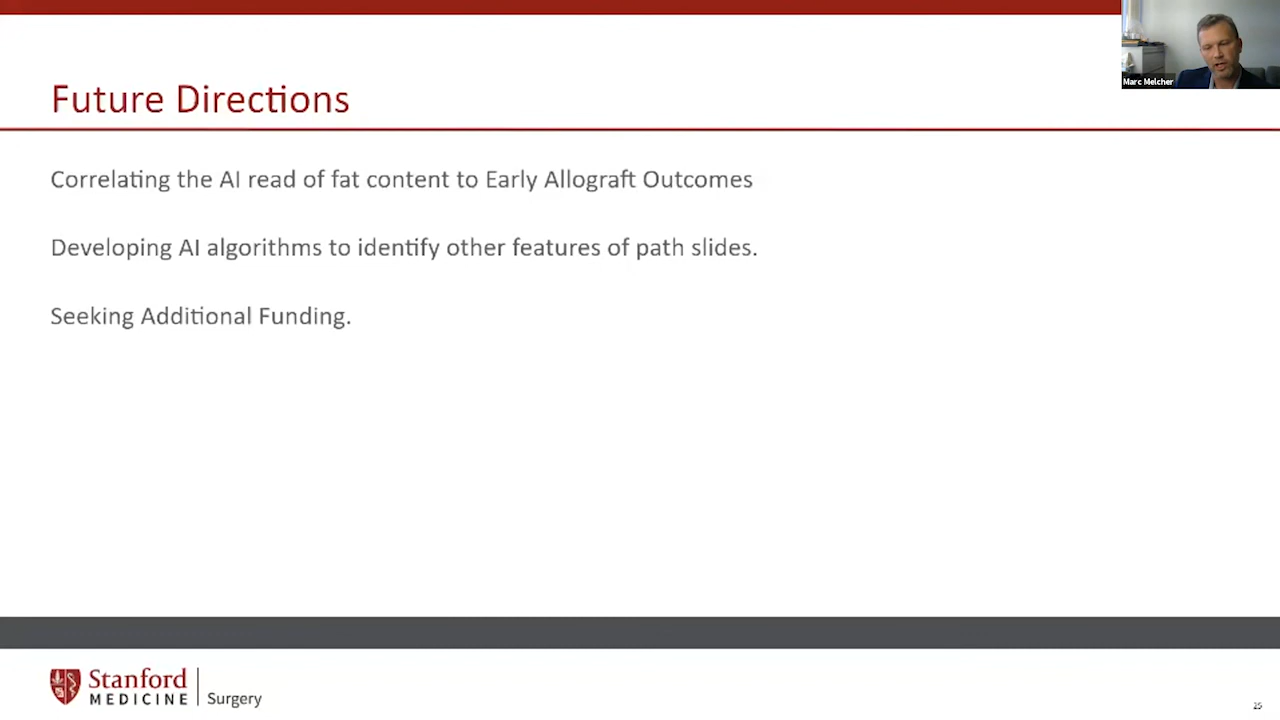 Marc Melcher
Future Directions
Correlating the AI read of fat content to Early Allograft Outcomes
Developing AI algorithms to identify other features of path slides.
Seeking Additional Funding.
Stanford
MEDICINE
Surgery
25